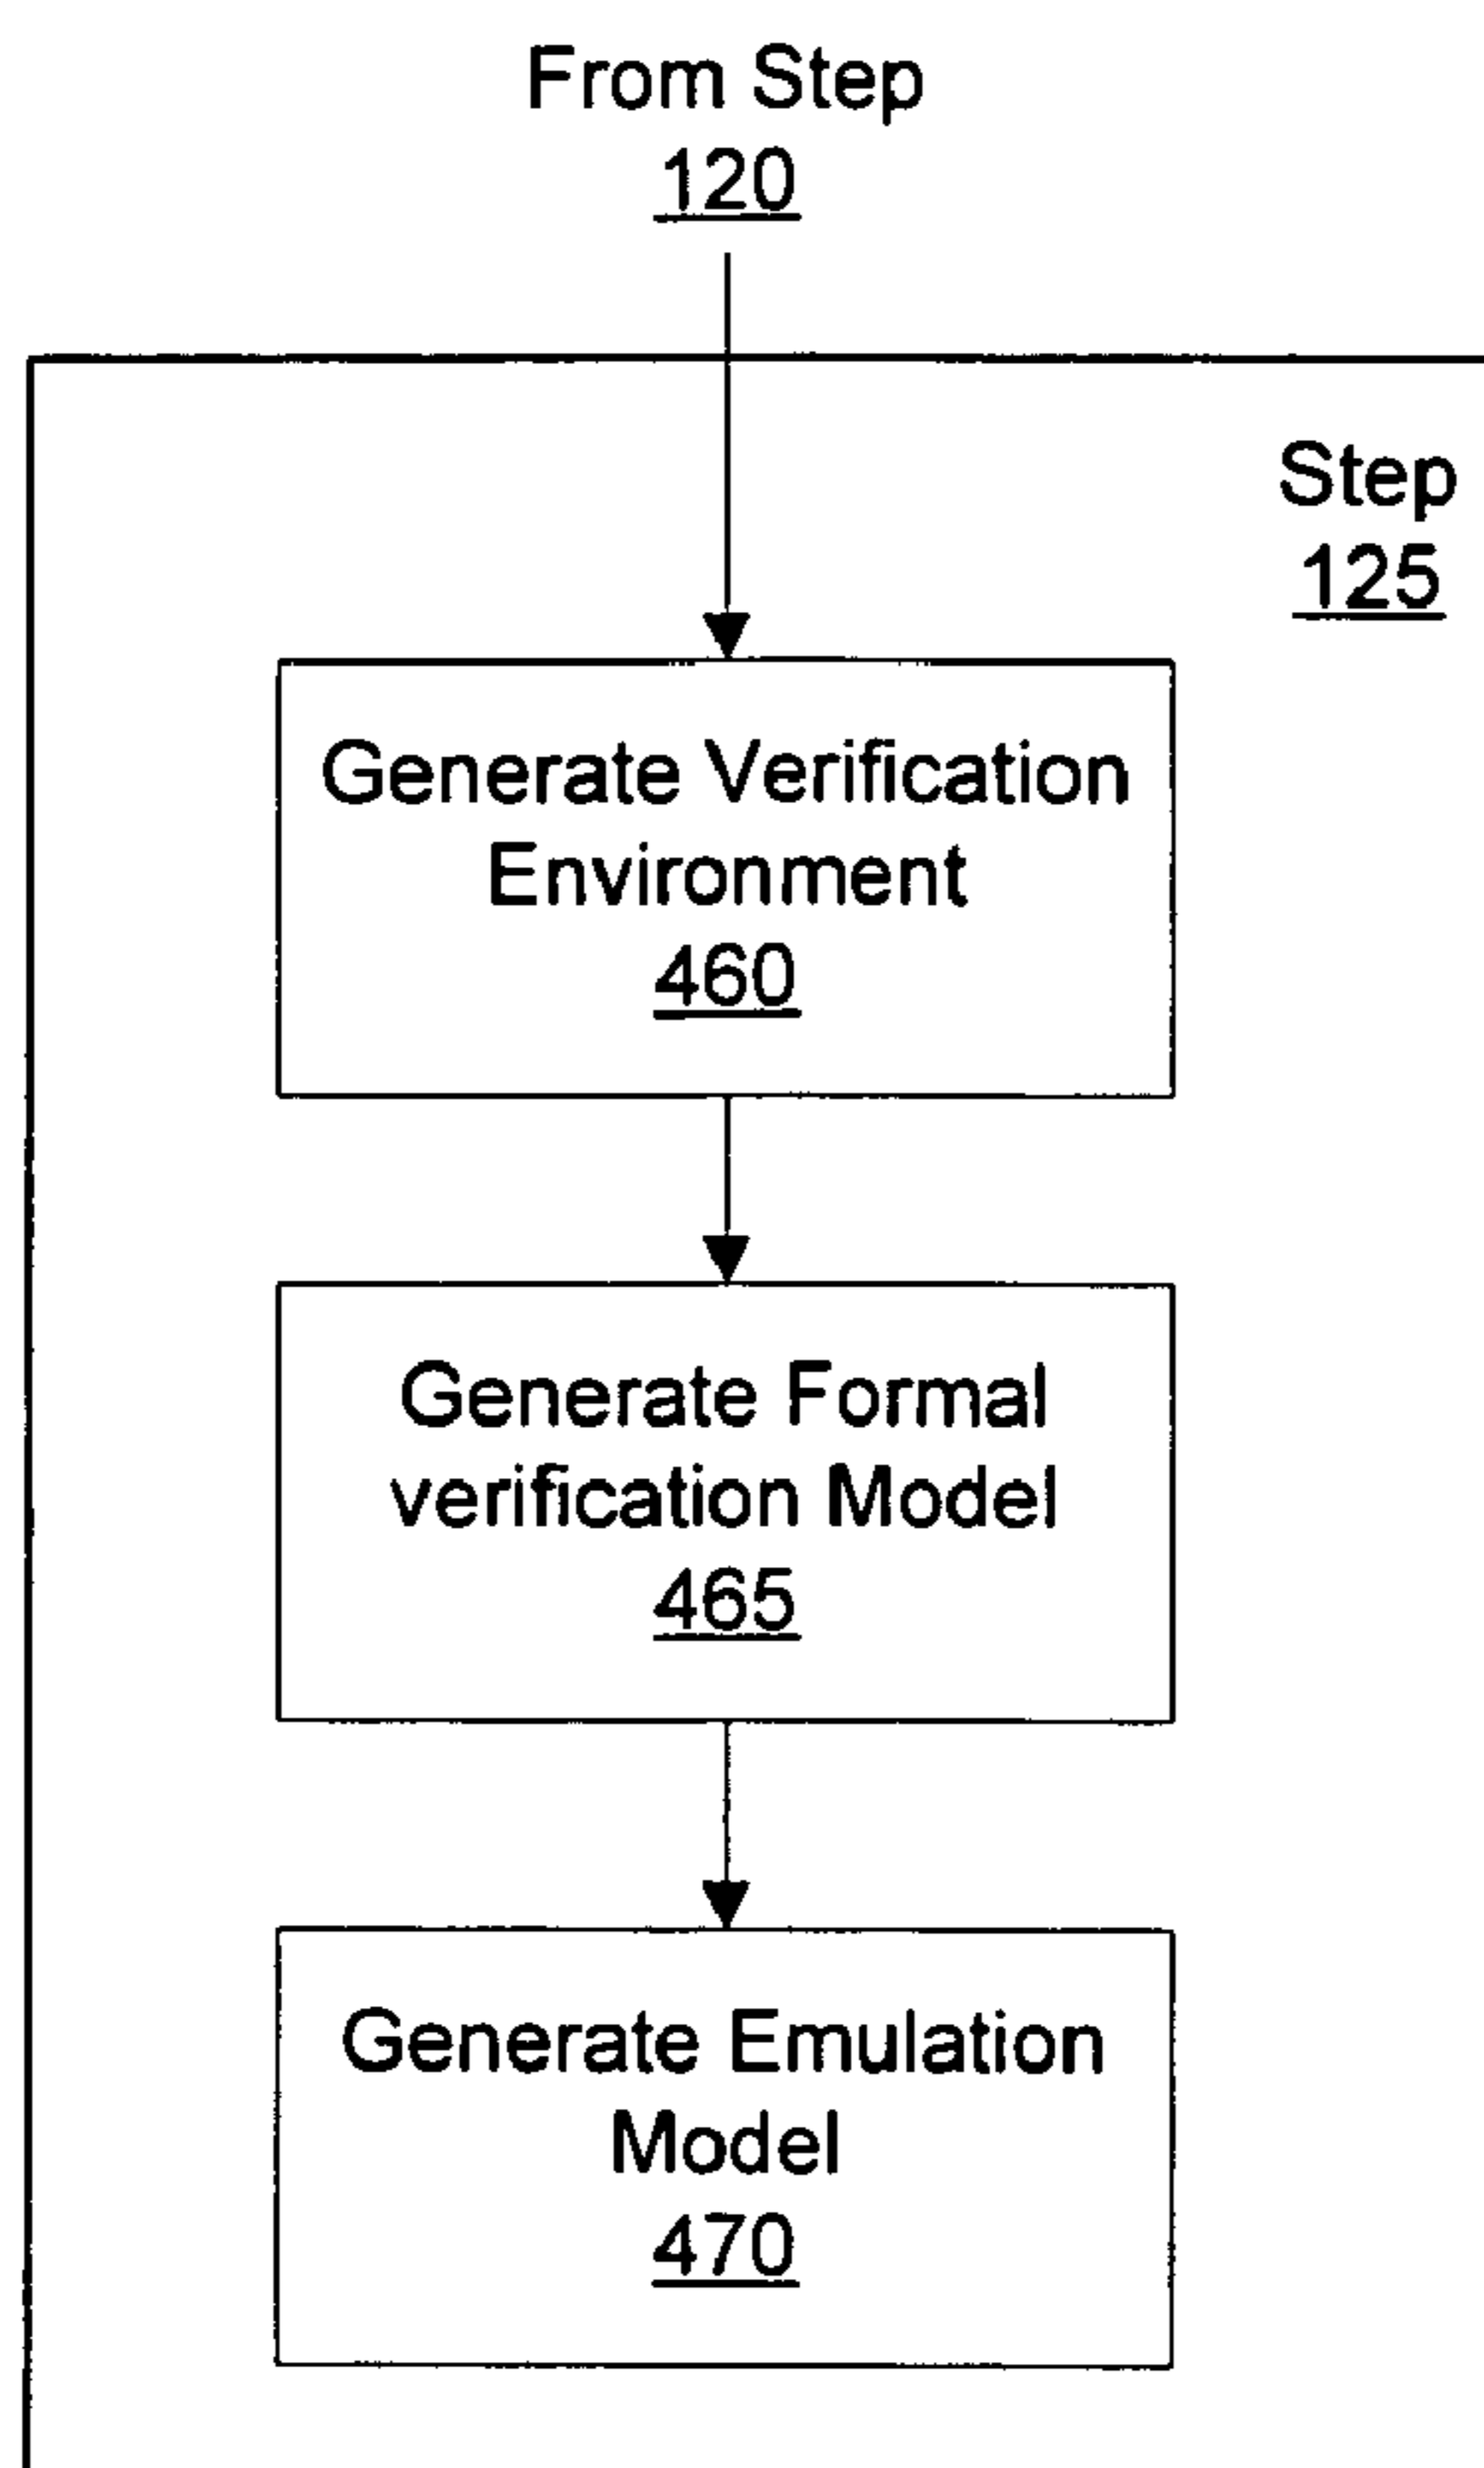 From Step
120
Step
125
Generate Verification
Environment
460
Generate Formal
verification Model
465
Generate Emulation
Model
470